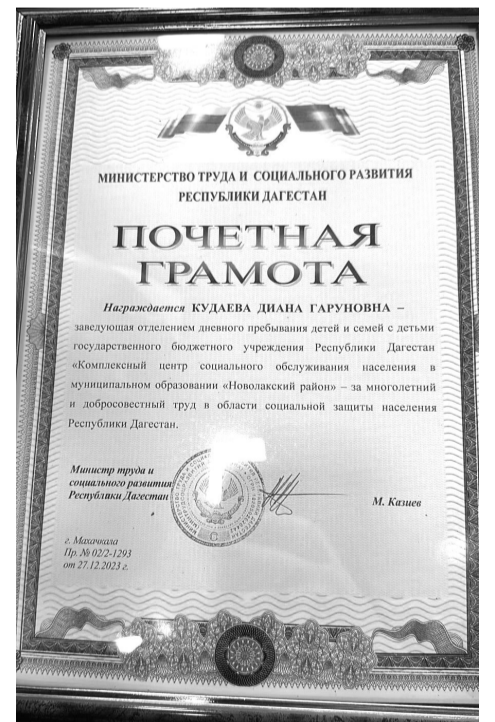 МИНИСТЕРСТВО ТРУДА И СОЦИАЛЬНОГО РАЗВИТИЯ
РЕСПУБЛИКИ ДАГЕСТАН
ПОЧЕТНАЯ
ГРАМОТА
Награждается КУДАЕВА ДИАНА ГАРУНОВНА –
заведующая отделением дневного пребывания детей и семей с детьми
государственного бюджетного учреждения Республики Дагестан
«Комплексный центр социального обслуживания населения в
муниципальном образовании «Новолакский район» – за многолетний
и добросовестный труд в области социальной защиты населения
Республики Дагестан.
Министр труда и
социального развития
Республики Дагестан
М. Казиев
г. Махачкала
Пр. № 02/2-1293
от 27.12.2023 г.